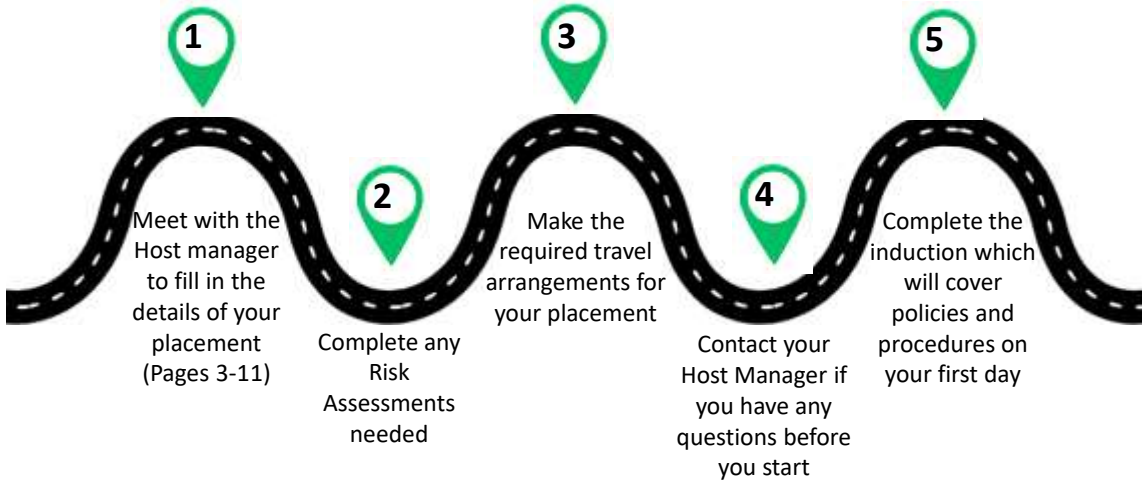 1
Meet with the
Host manager
to fill in the
details of your
placement
(Pages 3-11)
2
Complete any
Risk
Assessments
needed
3
Make the
required travel
arrangements for
your placement
4
Contact your
Host Manager if
you have any
questions before
you start
5
Complete the
induction which
will cover
policies and
procedures on
your first day